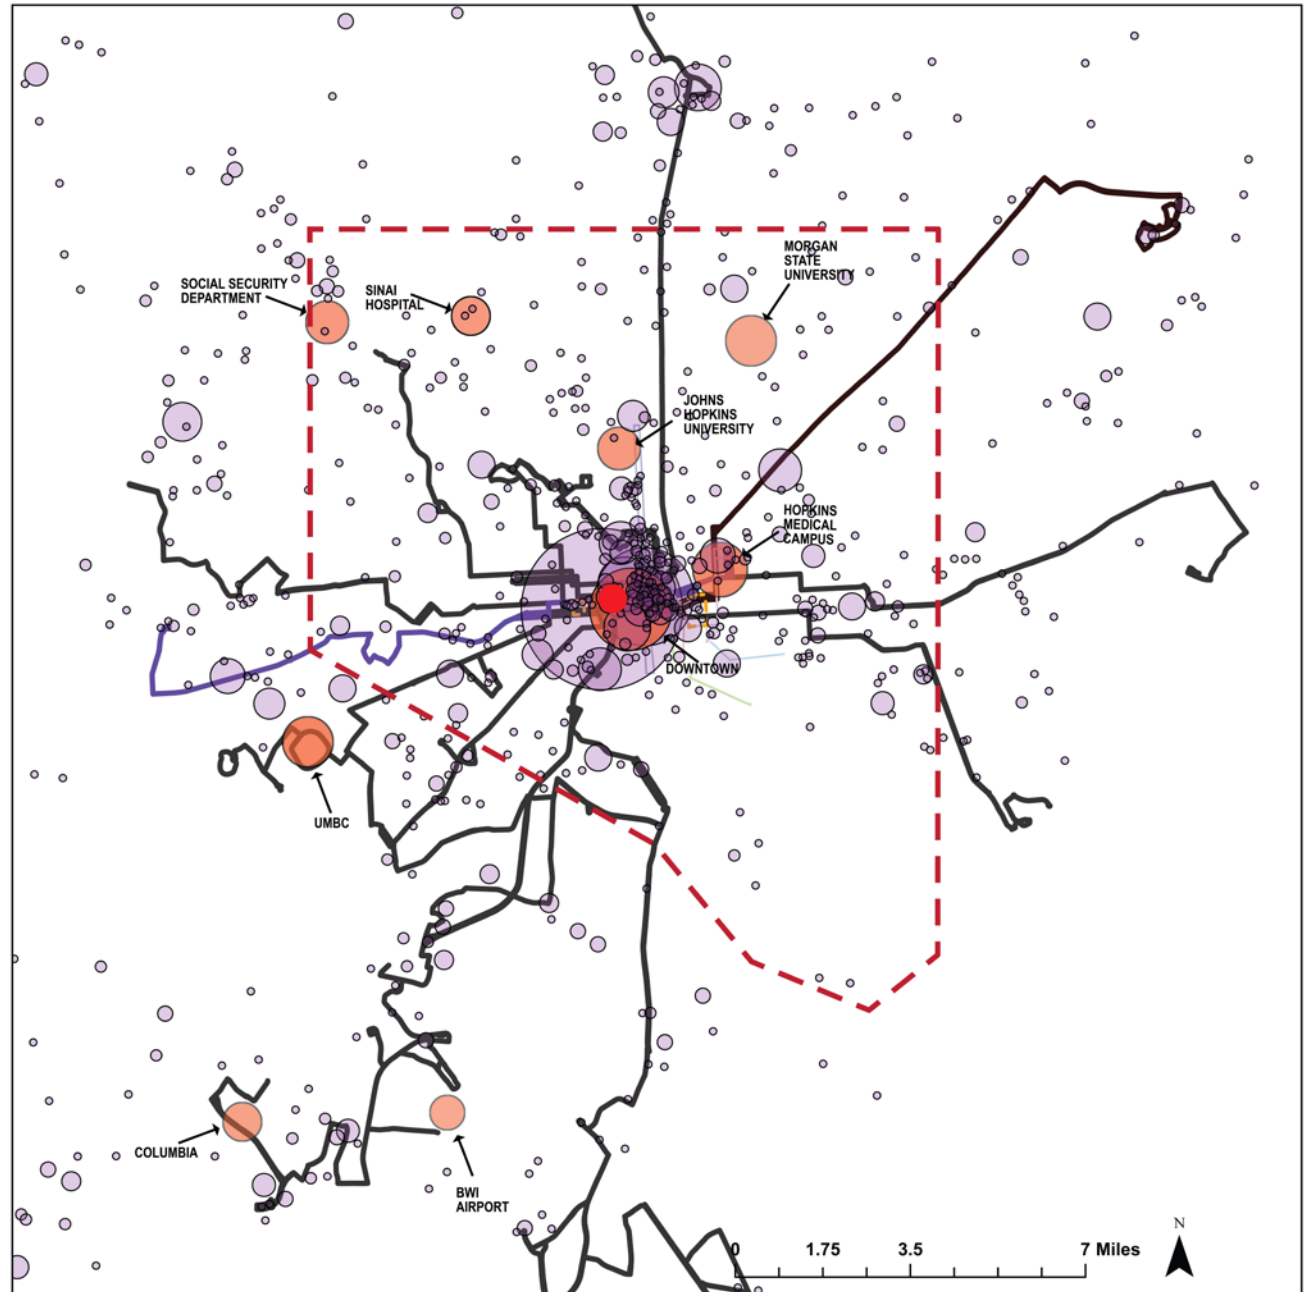 MORGAN
STATE
UNIVERSITY
SOCIAL SECURITY
DEPARTMENT
SINAI
HOSPITAL
JOHNS
HOPKINS
UNIVERSITY
HOPKINS
MEDICAL
CAMPUS
DOWNTOWN
UMBC
COLUMBIA
BWI
AIRPORT
N
0 1.75 3.5 7 Miles